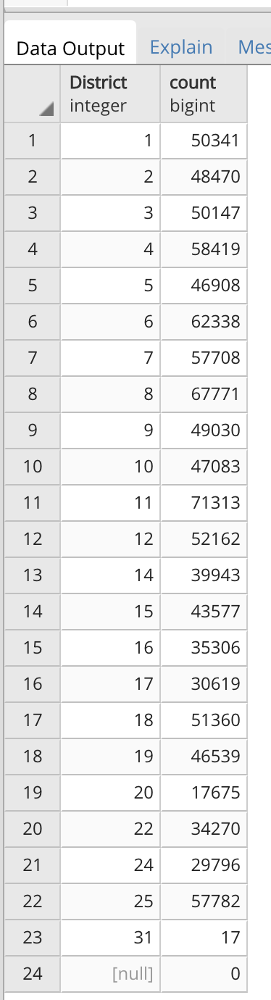 Data Output Explain Mes
District count
integer bigint
1 1 50341
2 2 48470
3 3 50147
4 4 58419
5 5 46908
6 6 62338
7 7 57708
8 8 67771
9 9 49030
10 10 47083
11 11 71313
12 12 52162
13 14 39943
14 15 43577
15 16 35306
16 17 30619
17 18 51360
18 19 46539
19 20 17675
20 22 34270
21 24 29796
22 25 57782
23 31 17
24 [null] 0